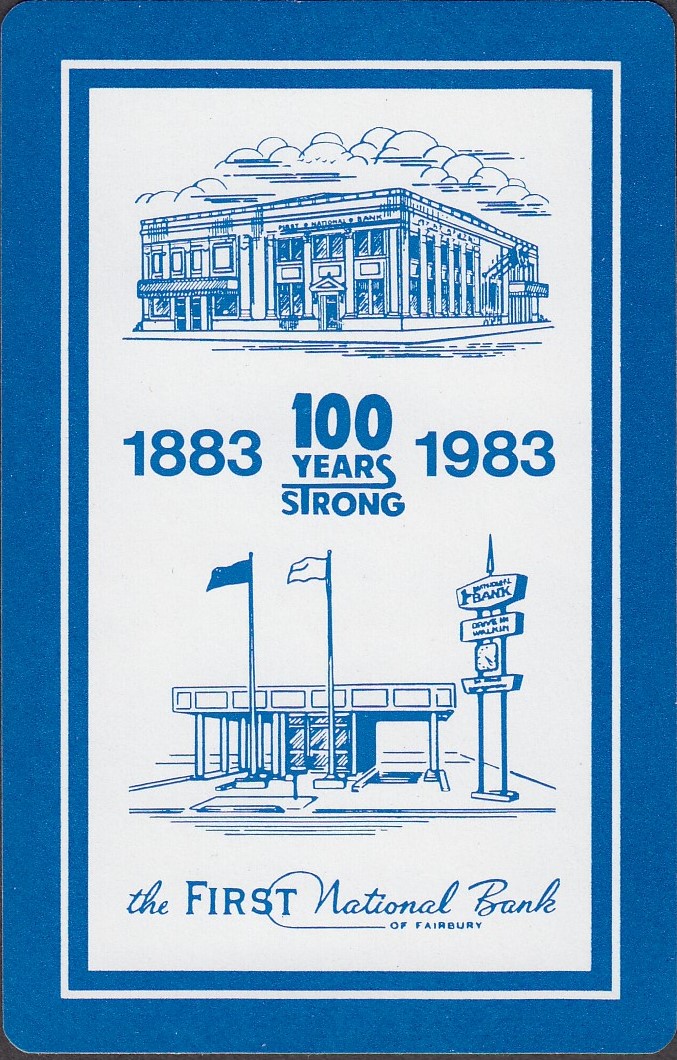 FIRST NATIONAL BANK
1883 100 YEARS STRONG 1983
NATIONAL
BANK
DRIVE IN
WALK IN
the FIRST National Bank
OF FAIRBURY